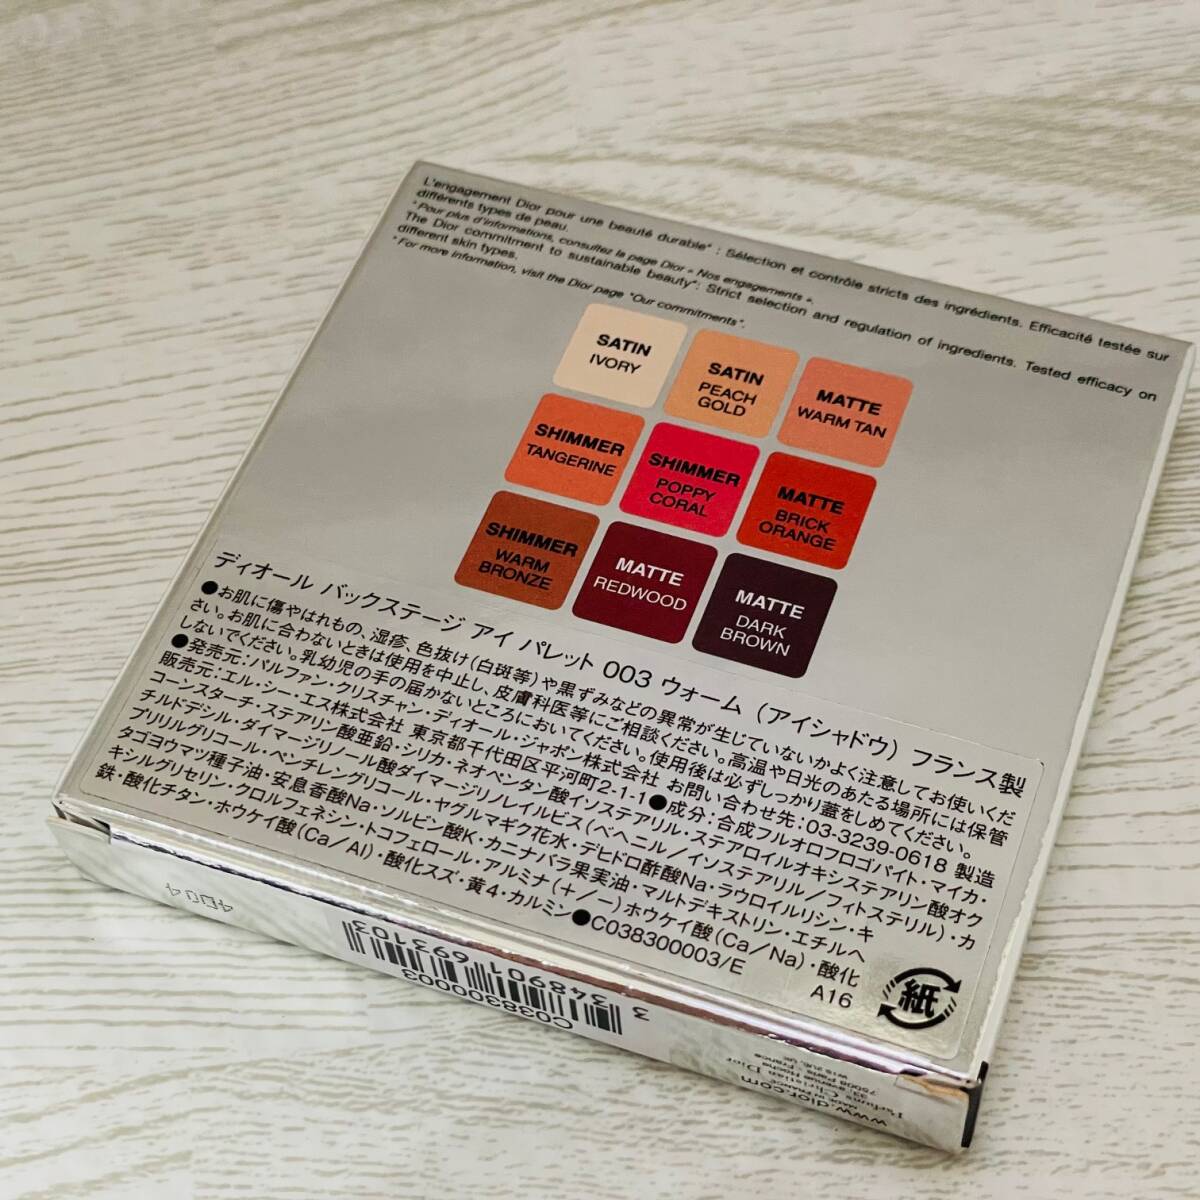 L'engagement Dior pour une beauté durable* : Sélection et contrôle stricts des ingrédients. Efficacité testée sur
différents types de peau.
*Pour plus d'informations, consultez la page Dior « Nos engagements ».
The Dior commitment to sustainable beauty*: Strict selection and regulation of ingredients. Tested efficacy on
different skin types.
*For more information, visit the Dior page "Our commitments".
SATIN
IVORY
SATIN
PEACH
GOLD
MATTE
WARM TAN
SHIMMER
TANGERINE
SHIMMER
POPPY
CORAL
MATTE
BRICK
ORANGE
SHIMMER
WARM
BRONZE
MATTE
REDWOOD
MATTE
DARK
BROWN
ディオール バックステージ アイ パレット 003 ウォーム (アイシャドウ) フランス製
●お肌に傷やはれもの、湿疹、色抜け(白斑等)や黒ずみなどの異常が生じていないかよく注意してお使いくだ
さい。お肌に合わないときは使用を中止し、皮膚科医等にご相談ください。高温や日光のあたる場所には保管
しないでください。乳幼児の手の届かないところにおいてください。使用後は必ずしっかり蓋をしめてください。
●発売元:パルファン・クリスチャン・ディオール・ジャポン株式会社 お問い合わせ先:03-3239-0618 製造
販売元:エル・シー・エス株式会社 東京都千代田区平河町2-1-1●成分:合成フルオロフロゴパイト・マイカ・
コーンスターチ・ステアリン酸亜鉛・シリカ・ネオペンタン酸イソステアリル・ステアロイルオキシステアリン酸オク
チルドデシル・ダイマージリノール酸ダイマージリノレイルビス(ベヘニル/イソステアリル/フィトステリル)・カ
プリリルグリコール・ペンチレングリコール・ヤグルマギク花水・デヒドロ酢酸Na・ラウロイルリシン・キ
タゴヨウマツ種子油・安息香酸Na・ソルビン酸K・カニナバラ果実油・マルトデキストリン・エチルヘ
キシルグリセリン・クロルフェネシン・トコフェロール・アルミナ(+/-)ホウケイ酸(Ca/Na)・酸化
鉄・酸化チタン・ホウケイ酸(Ca/Al)・酸化スズ・黄4・カルミン●C038300003/E
A16
紙
3 348901 693103
C038300003
www.dior.com
MADE IN FRANCE
Parfums Christian Dior
33, avenue Hoche
75008 Paris, France